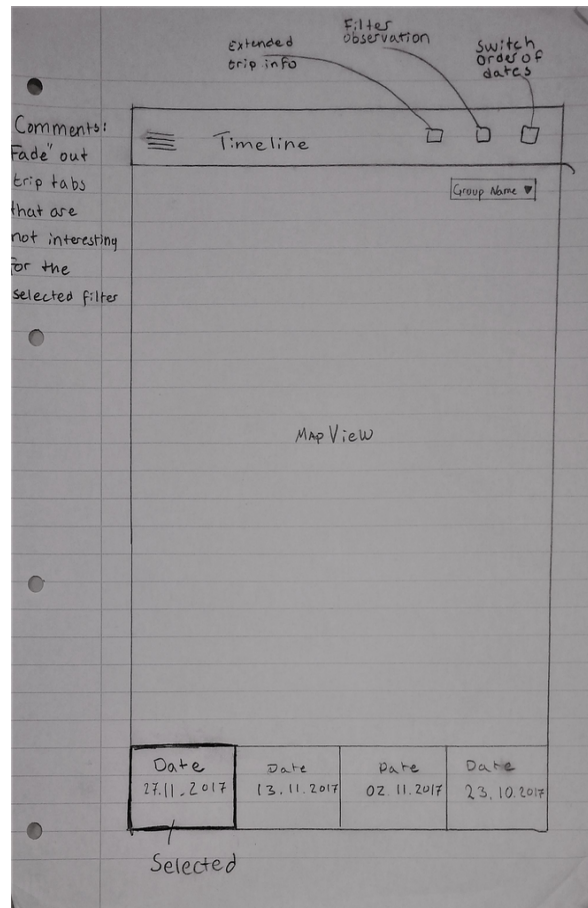 Extended
trip info
Filter
observation
Switch
order of
dates
Comments:
Fade" out
trip tabs
that are
not interesting
for the
selected filter
Timeline
Group Name ▼
Map View
Date
27.11.2017
Date
13.11.2017
Date
02.11.2017
Date
23.10.2017
Selected